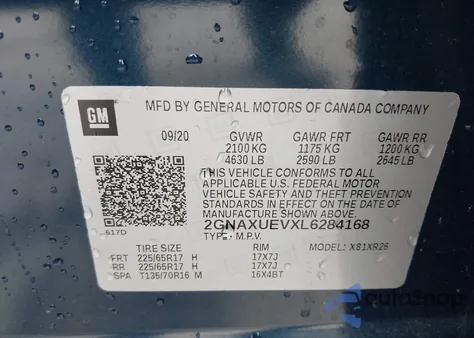 GM
MFD BY GENERAL MOTORS OF CANADA COMPANY
09/20 GVWR GAWR FRT GAWR RR
2100 KG 1175 KG 1200 KG
4630 LB 2590 LB 2645 LB
THIS VEHICLE CONFORMS TO ALL
APPLICABLE U.S. FEDERAL MOTOR
VEHICLE SAFETY AND THEFT PREVENTION
STANDARDS IN EFFECT ON THE DATE OF
MANUFACTURE SHOWN ABOVE.
617D 2GNAXUEVXL6284168
TYPE: M.P.V. MODEL: X81XR26
TIRE SIZE RIM
FRT 225/65R17 H 17X7J
RR 225/65R17 H 17X7J
SPA T135/70R16 M 16X4BT
AutoSnap